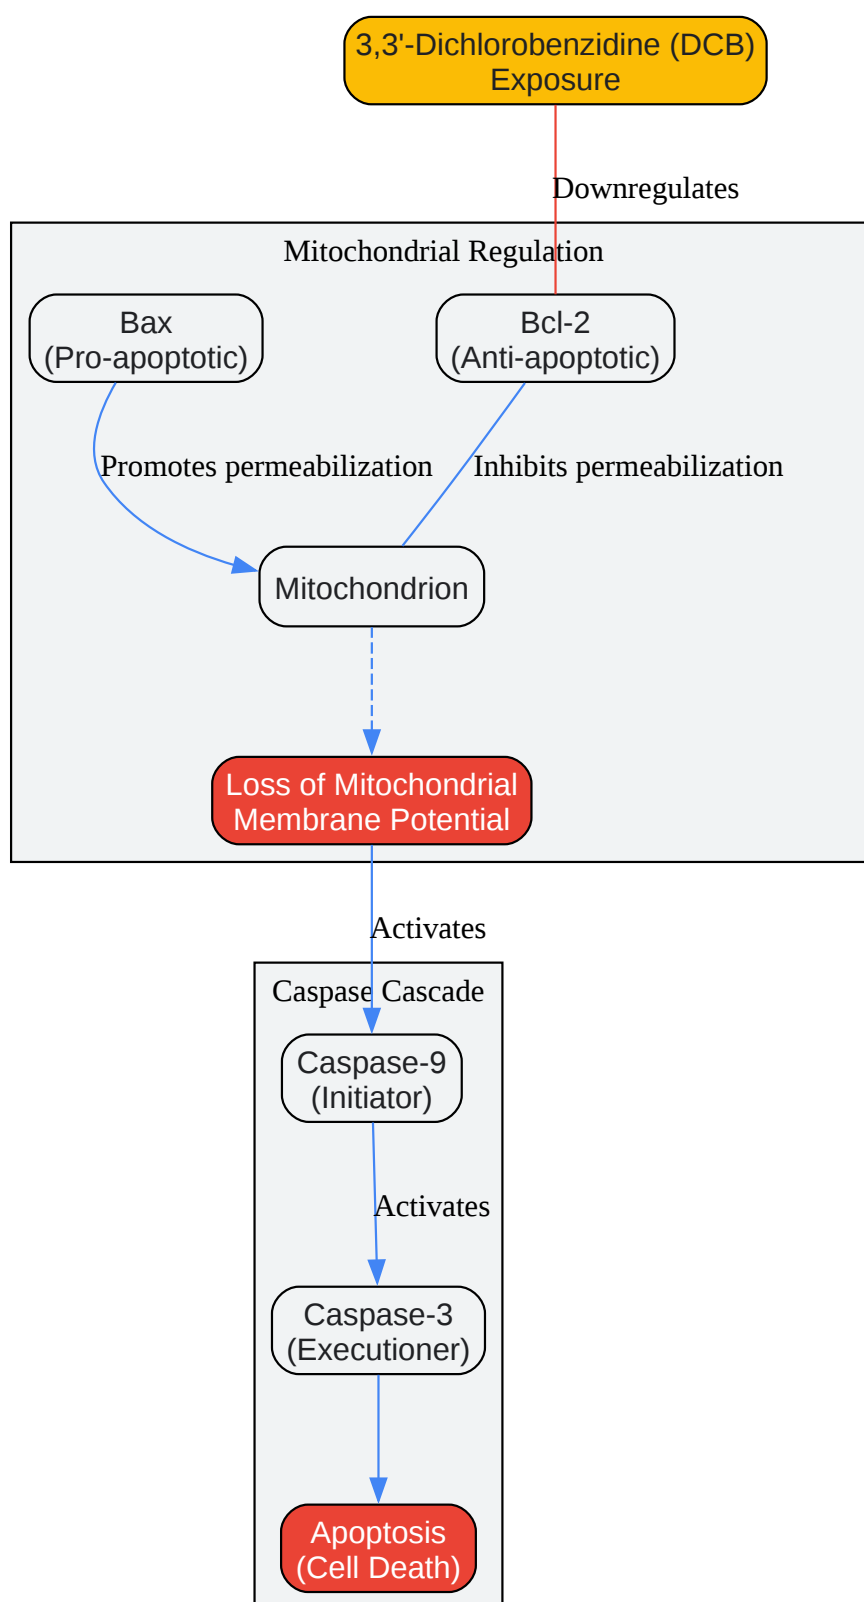 3,3'-Dichlorobenzidine (DCB)
Exposure
Downregulates
Mitochondrial Regulation
Bax
(Pro-apoptotic)
Bcl-2
(Anti-apoptotic)
Promotes permeabilization
Inhibits permeabilization
Mitochondrion
Loss of Mitochondrial
Membrane Potential
Activates
Caspase Cascade
Caspase-9
(Initiator)
Activates
Caspase-3
(Executioner)
Apoptosis
(Cell Death)